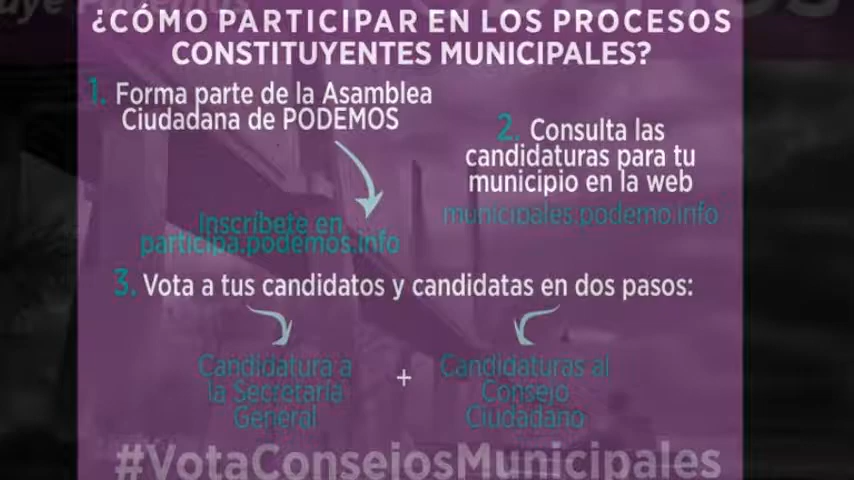 ¿CÓMO PARTICIPAR EN LOS PROCESOS
CONSTITUYENTES MUNICIPALES?
1. Forma parte de la Asamblea
Ciudadana de PODEMOS
Inscríbete en
participa.podemos.info
2. Consulta las
candidaturas para tu
municipio en la web
municipales.podemo.info
3. Vota a tus candidatos y candidatas en dos pasos:
Candidatura a
la Secretaría
General
+
Candidaturas al
Consejo
Ciudadano
#VotaConsejosMunicipales